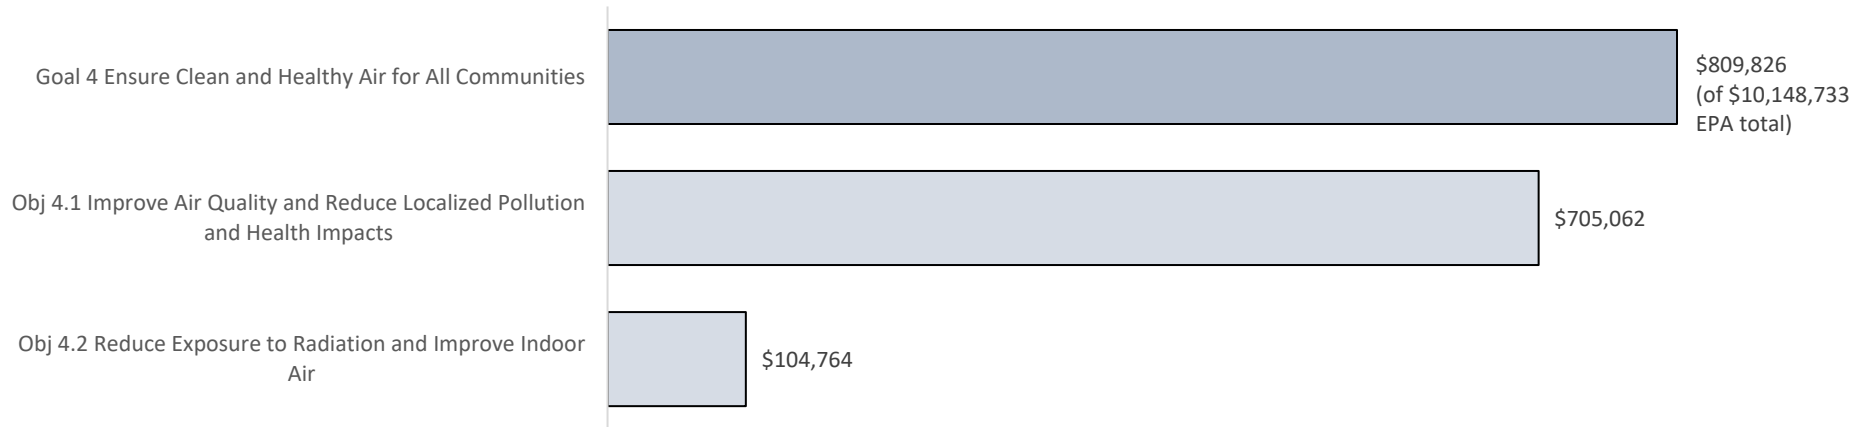 Goal 4 Ensure Clean and Healthy Air for All Communities
$809,826
(of $10,148,733
EPA total)
Obj 4.1 Improve Air Quality and Reduce Localized Pollution
and Health Impacts
$705,062
Obj 4.2 Reduce Exposure to Radiation and Improve Indoor
Air
$104,764